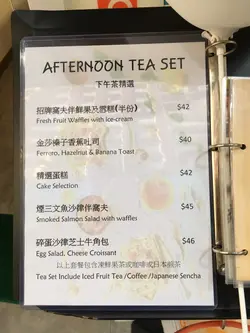 AFTERNOON TEA SET
下午茶精選
招牌窩夫伴鮮果及雪糕(半份) $42
Fresh Fruit Waffles with ice-cream
金莎榛子香蕉吐司 $40
Ferroro, Hazelnut & Banana Toast
精選蛋糕 $42
Cake Selection
煙三文魚沙律伴窩夫 $45
Smoked Salmon Salad with waffles
碎蛋沙律芝士牛角包 $46
Egg Salad, Cheese Croissant
以上套餐包含凍鮮果茶或咖啡或日本煎茶
Tea Set Include Iced Fruit Tea /Coffee /Japanese Sencha